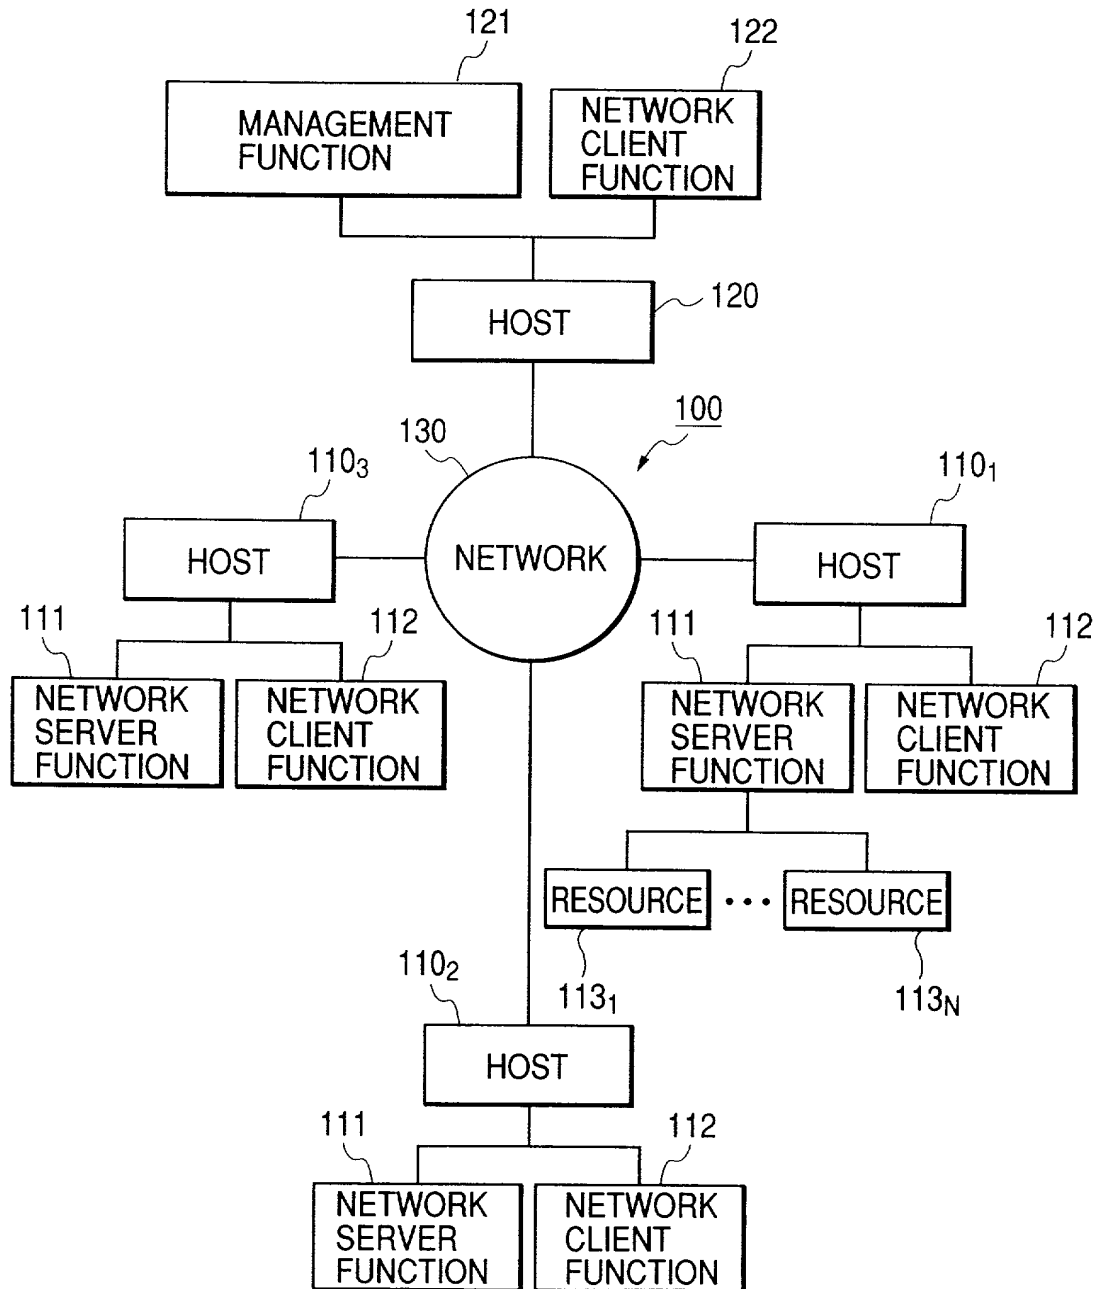 121
122
MANAGEMENT
FUNCTION
NETWORK
CLIENT
FUNCTION
HOST
120
100
130
110₃
110₁
HOST
NETWORK
HOST
111
112
111
112
NETWORK
SERVER
FUNCTION
NETWORK
CLIENT
FUNCTION
NETWORK
SERVER
FUNCTION
NETWORK
CLIENT
FUNCTION
RESOURCE
• • •
RESOURCE
113₁
113N
110₂
HOST
111
112
NETWORK
SERVER
FUNCTION
NETWORK
CLIENT
FUNCTION